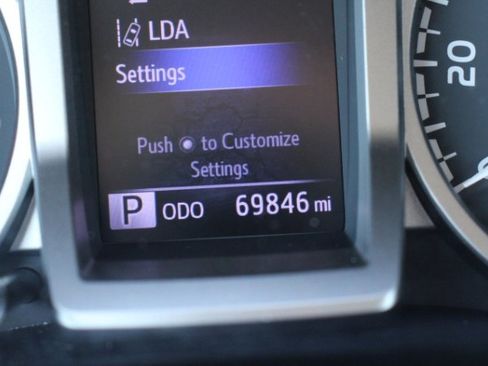 LDA
Settings
Push to Customize
Settings
P ODO 69846 mi
20